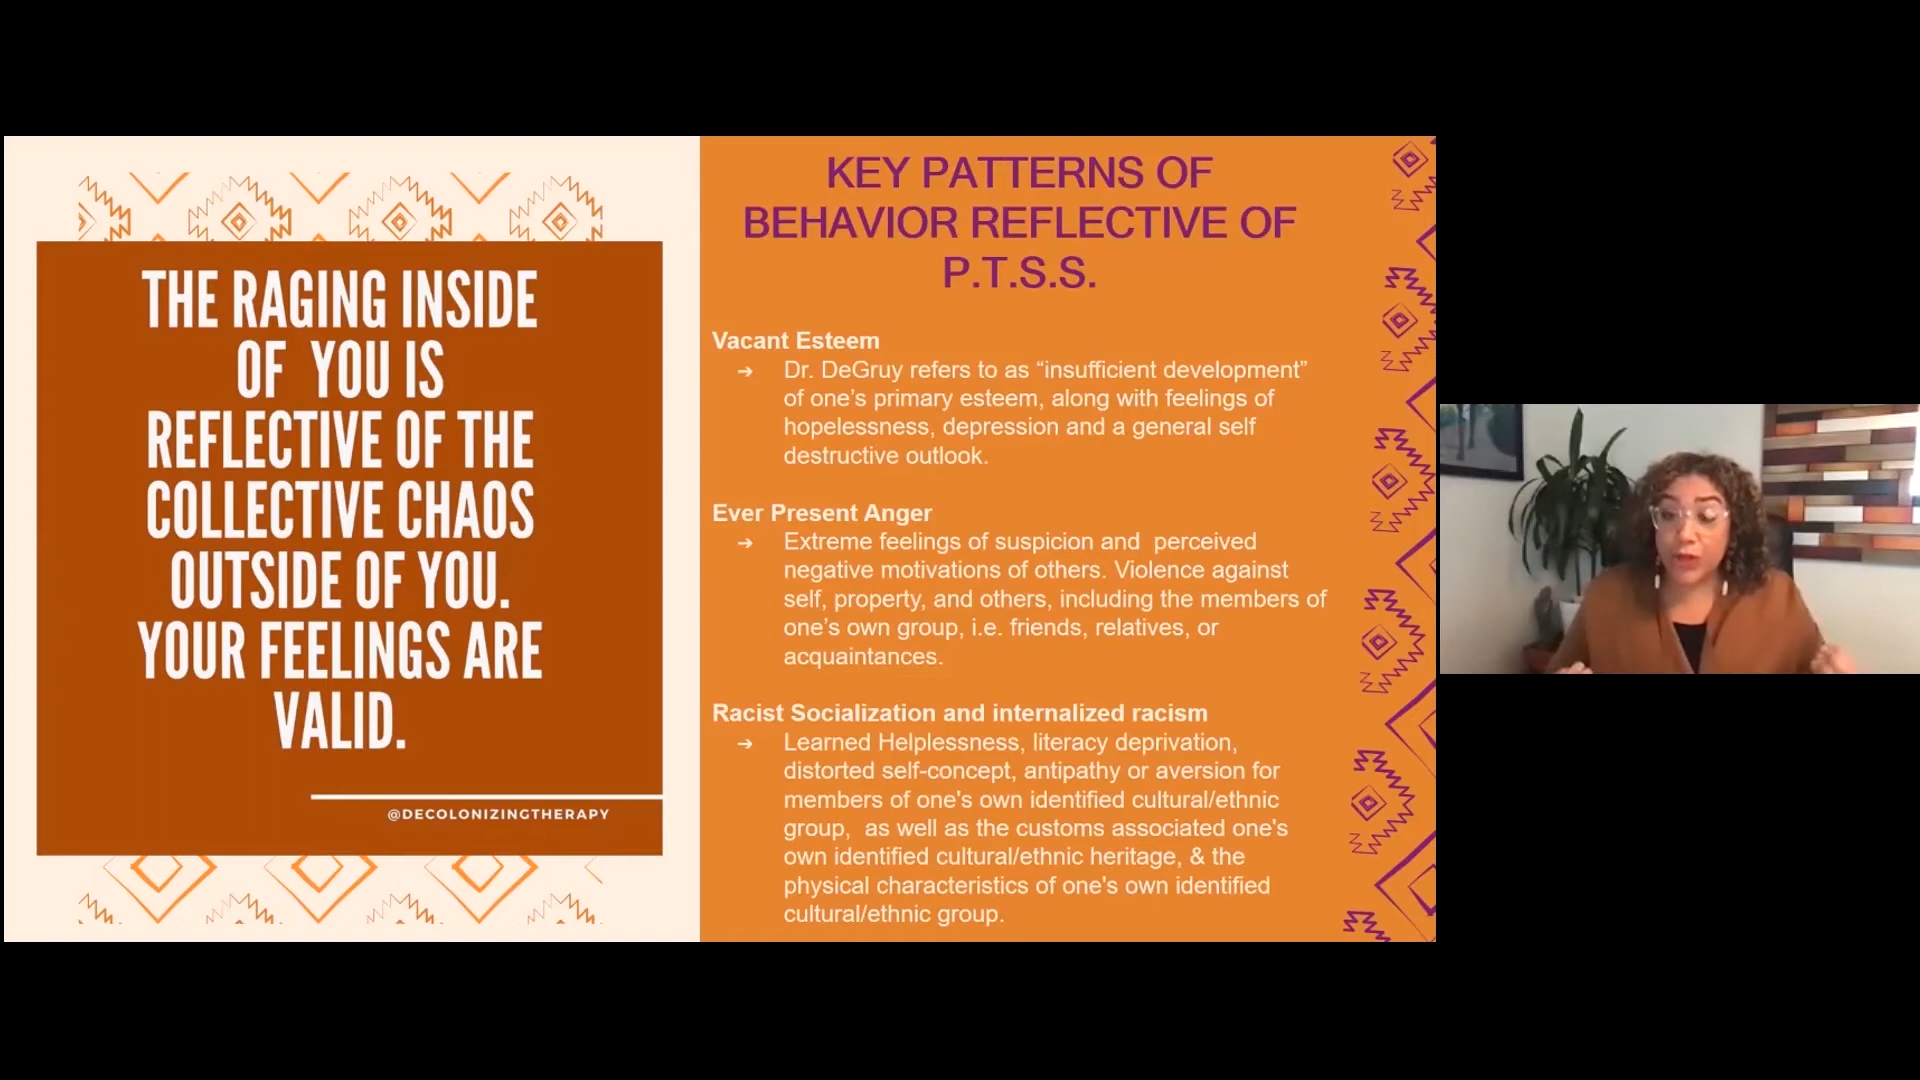 THE RAGING INSIDE
OF YOU IS
REFLECTIVE OF THE
COLLECTIVE CHAOS
OUTSIDE OF YOU.
YOUR FEELINGS ARE
VALID.
@DECOLONIZINGTHERAPY
KEY PATTERNS OF
BEHAVIOR REFLECTIVE OF
P.T.S.S.
Vacant Esteem
➔ Dr. DeGruy refers to as “insufficient development”
of one’s primary esteem, along with feelings of
hopelessness, depression and a general self
destructive outlook.
Ever Present Anger
➔ Extreme feelings of suspicion and perceived
negative motivations of others. Violence against
self, property, and others, including the members of
one’s own group, i.e. friends, relatives, or
acquaintances.
Racist Socialization and internalized racism
➔ Learned Helplessness, literacy deprivation,
distorted self-concept, antipathy or aversion for
members of one's own identified cultural/ethnic
group, as well as the customs associated one's
own identified cultural/ethnic heritage, & the
physical characteristics of one's own identified
cultural/ethnic group.